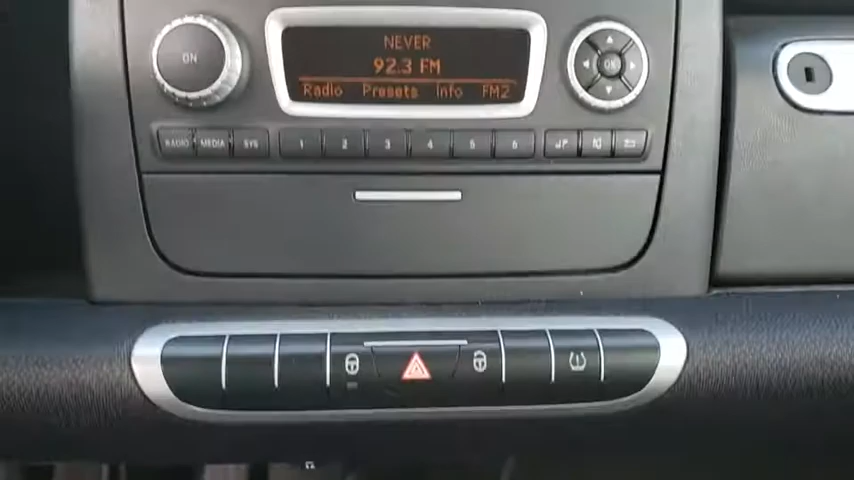 NEVER
ON
92.3 FM
OK
Radio Presets Info FM2
RADIO MEDIA SYS 1 2 3 4 5 6